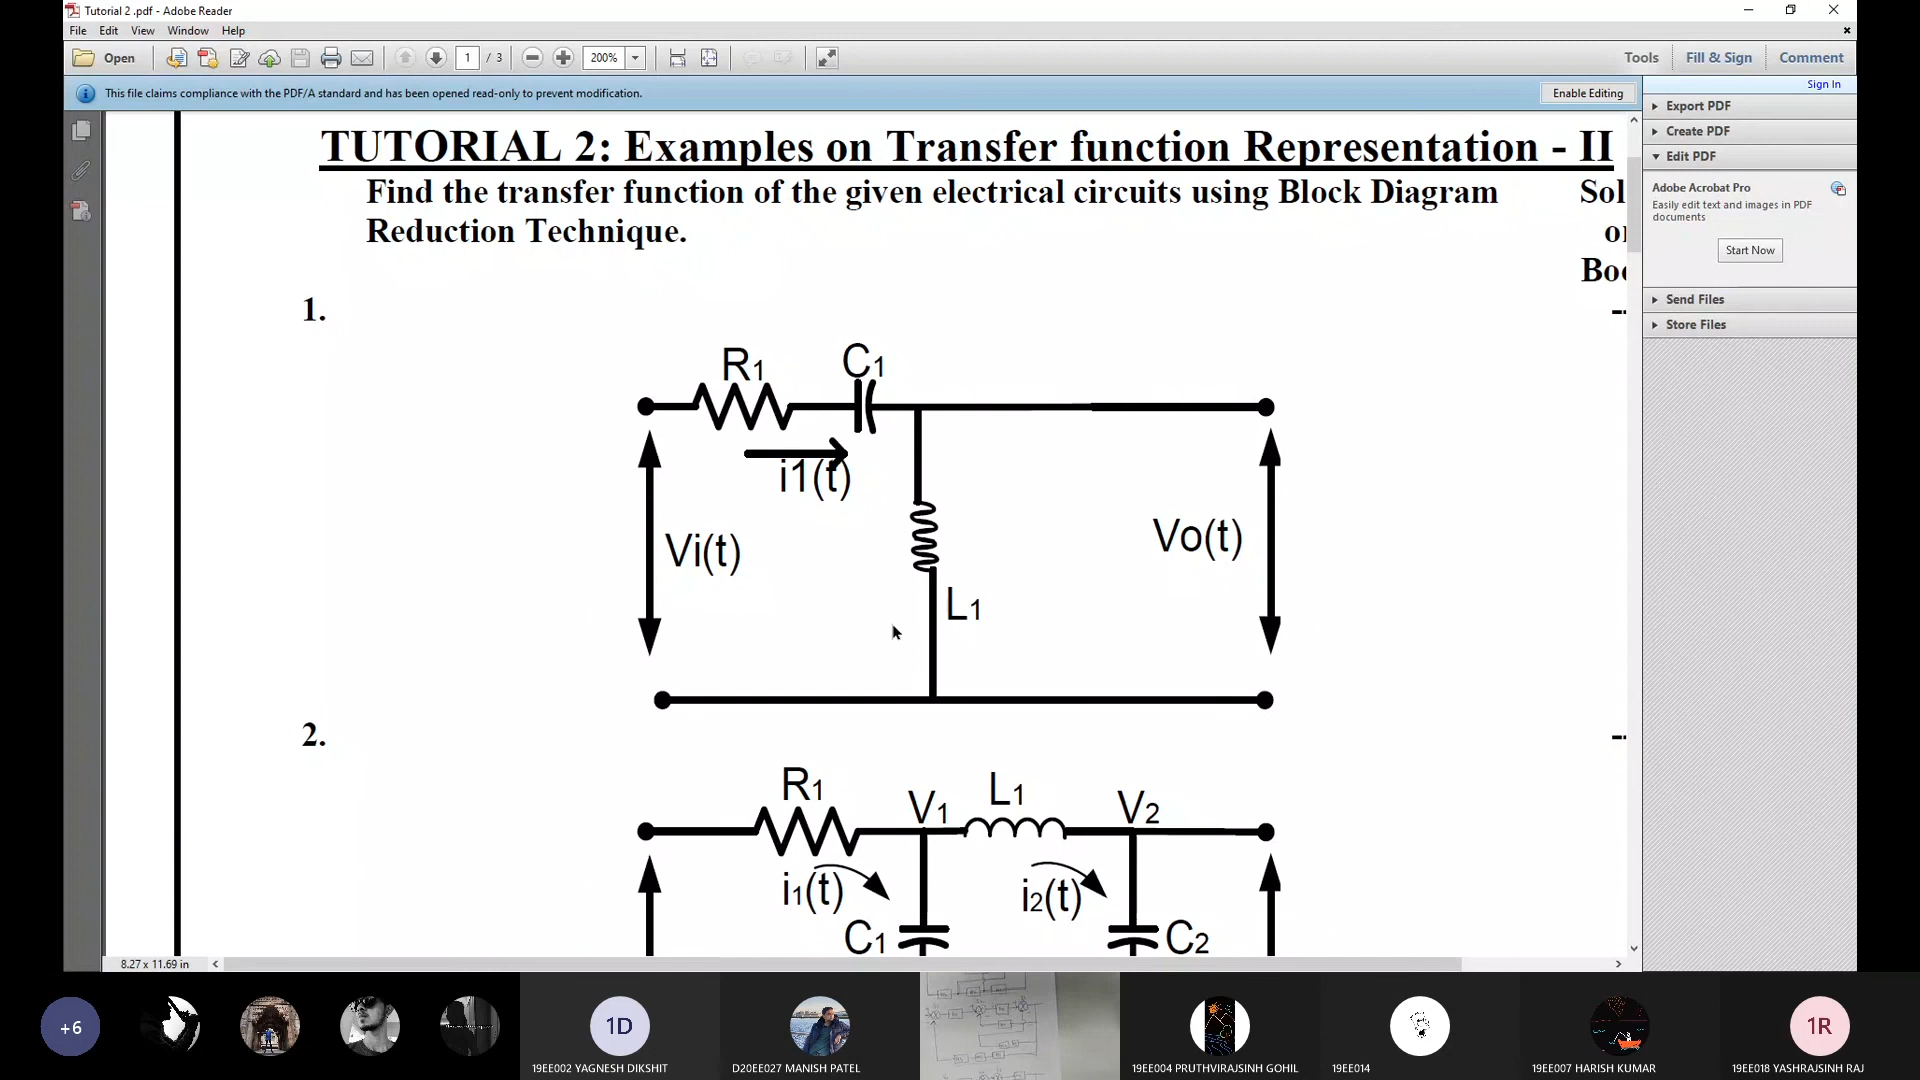 Tutorial 2 .pdf - Adobe Reader
File Edit View Window Help
Open 1 / 3 200% Tools Fill & Sign Comment
This file claims compliance with the PDF/A standard and has been opened read-only to prevent modification. Enable Editing
Sign In
Export PDF
Create PDF
Edit PDF
Adobe Acrobat Pro
Easily edit text and images in PDF
documents
Start Now
Send Files
Store Files
TUTORIAL 2: Examples on Transfer function Representation - II
Find the transfer function of the given electrical circuits using Block Diagram
Reduction Technique.
1.
R1 C1
i1(t)
Vi(t) Vo(t)
L1
2.
R1 V1 L1 V2
i1(t) i2(t)
C1 C2
8.27 x 11.69 in
+6
1D
1R
19EE002 YAGNESH DIKSHIT D20EE027 MANISH PATEL 19EE004 PRUTHVIRAJSINH GOHIL 19EE014 19EE007 HARISH KUMAR 19EE018 YASHRAJSINH RAJ